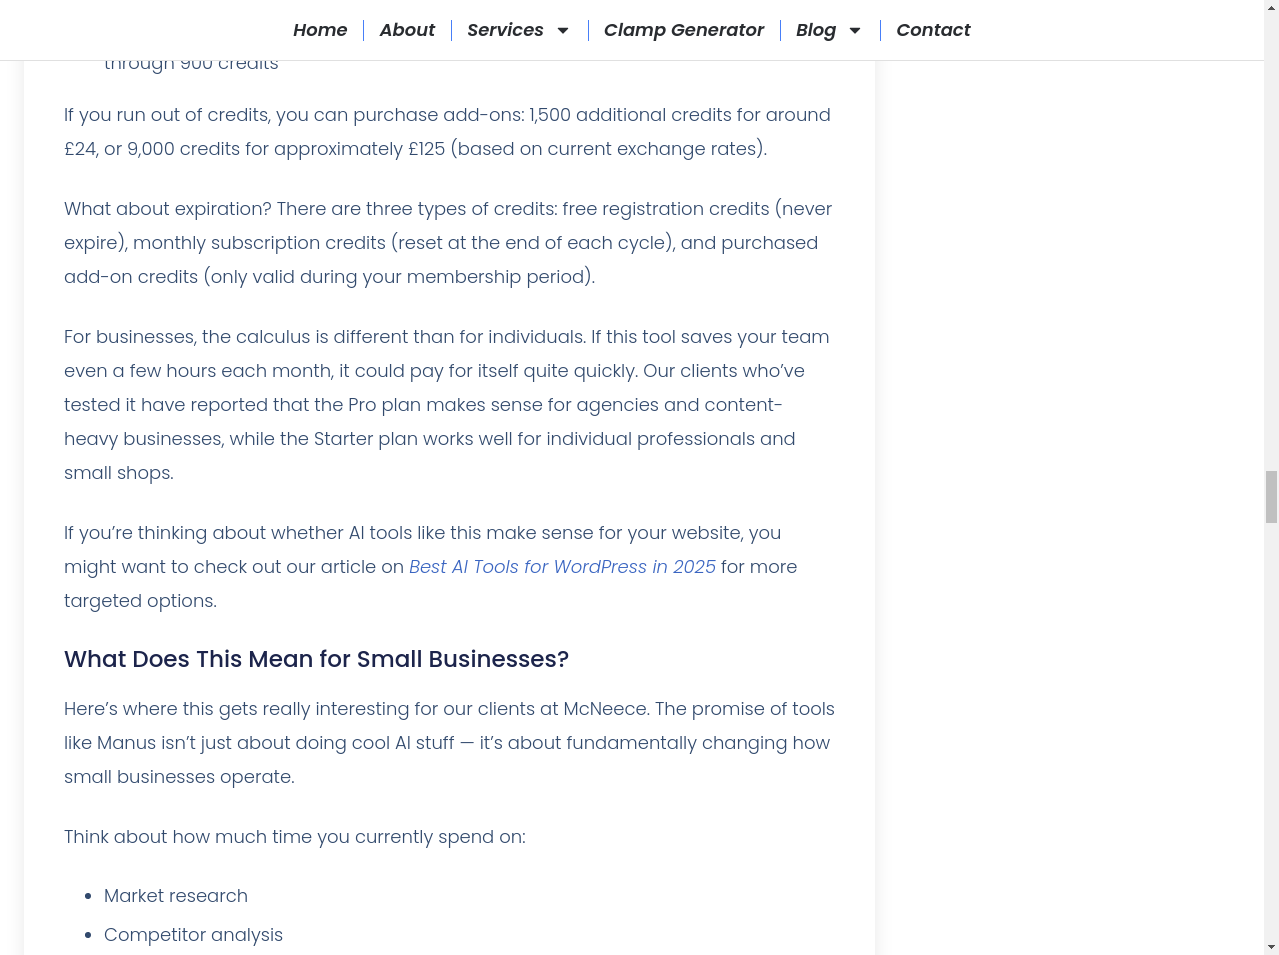 Home
About
Services
Clamp Generator
Blog
Contact
through 900 credits
If you run out of credits, you can purchase add-ons: 1,500 additional credits for around
£24, or 9,000 credits for approximately £125 (based on current exchange rates).
What about expiration? There are three types of credits: free registration credits (never
expire), monthly subscription credits (reset at the end of each cycle), and purchased
add-on credits (only valid during your membership period).
For businesses, the calculus is different than for individuals. If this tool saves your team
even a few hours each month, it could pay for itself quite quickly. Our clients who’ve
tested it have reported that the Pro plan makes sense for agencies and content-
heavy businesses, while the Starter plan works well for individual professionals and
small shops.
If you’re thinking about whether AI tools like this make sense for your website, you
might want to check out our article on Best AI Tools for WordPress in 2025 for more
targeted options.
What Does This Mean for Small Businesses?
Here’s where this gets really interesting for our clients at McNeece. The promise of tools
like Manus isn’t just about doing cool AI stuff — it’s about fundamentally changing how
small businesses operate.
Think about how much time you currently spend on:
• Market research
• Competitor analysis